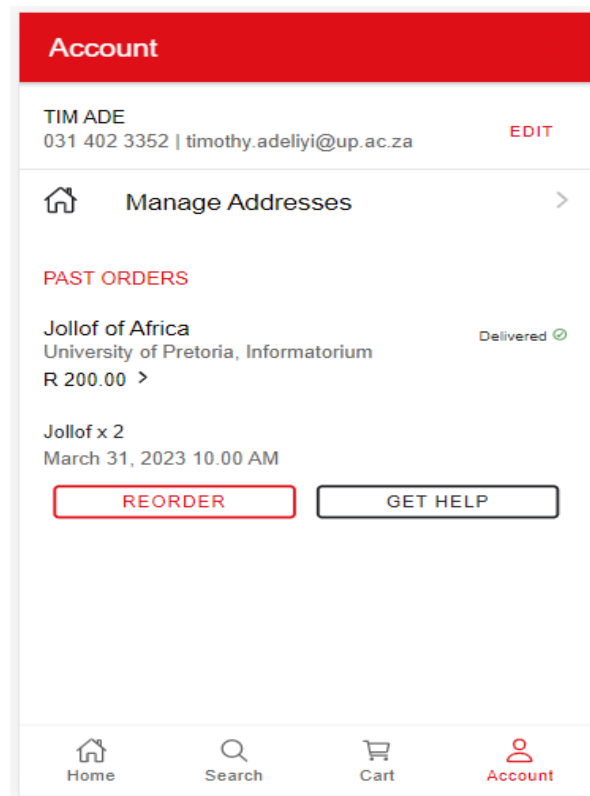 Account
TIM ADE
031 402 3352 | timothy.adeliyi@up.ac.za
EDIT
Manage Addresses
PAST ORDERS
Jollof of Africa
Delivered
University of Pretoria, Informatorium
R 200.00 >
Jollof x 2
March 31, 2023 10.00 AM
REORDER
GET HELP
Home
Search
Cart
Account